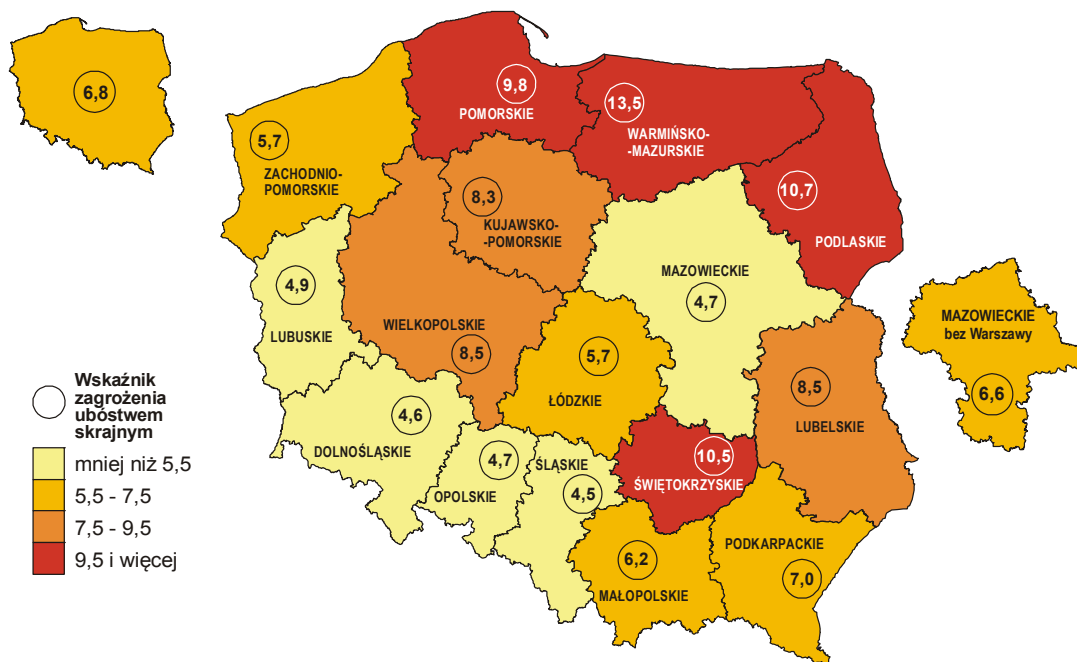 6,8
9,8
POMORSKIE
13,5
WARMIŃSKO-
-MAZURSKIE
5,7
ZACHODNIO-
POMORSKIE
8,3
KUJAWSKO-
-POMORSKIE
10,7
PODLASKIE
4,9
LUBUSKIE
MAZOWIECKIE
4,7
WIELKOPOLSKIE
8,5
MAZOWIECKIE
bez Warszawy
6,6
5,7
ŁÓDZKIE
8,5
LUBELSKIE
4,6
DOLNOŚLĄSKIE
4,7
OPOLSKIE
ŚLĄSKIE
4,5
10,5
ŚWIĘTOKRZYSKIE
6,2
MAŁOPOLSKIE
PODKARPACKIE
7,0
Wskaźnik
zagrożenia
ubóstwem
skrajnym
mniej niż 5,5
5,5 - 7,5
7,5 - 9,5
9,5 i więcej